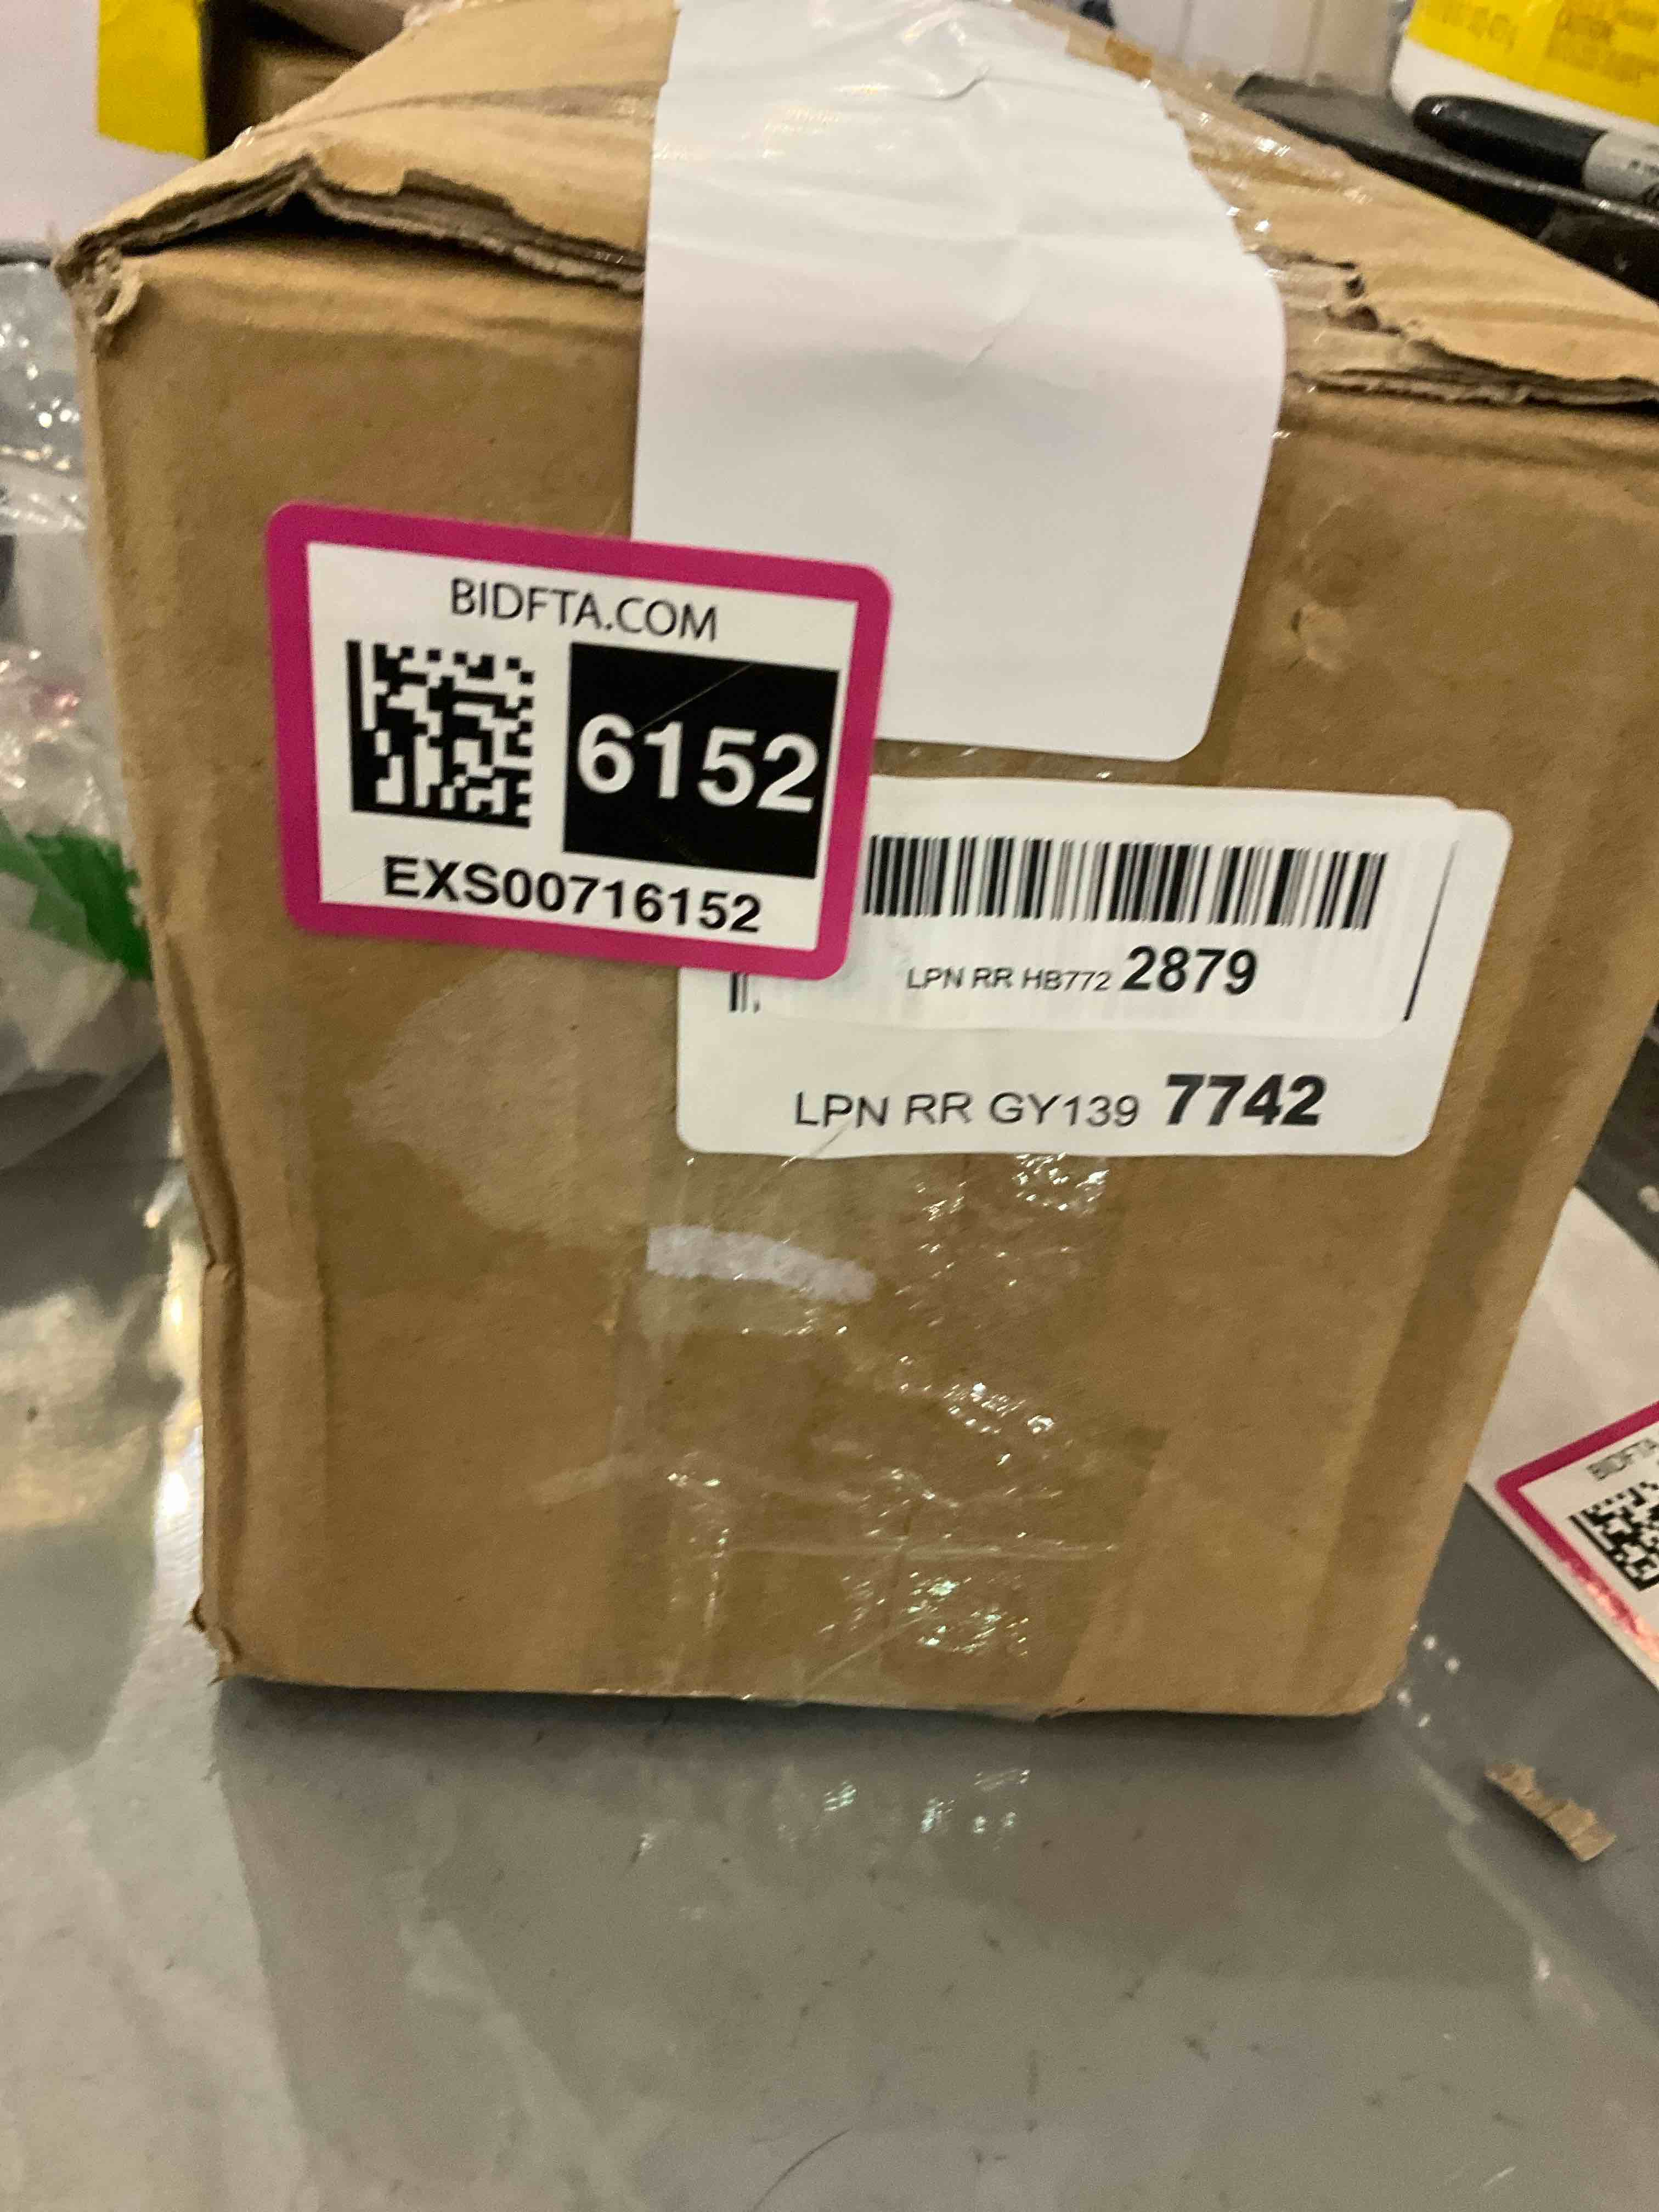 BIDFTA.COM
6152
EXS00716152
LPN RR HB772 2879
LPN RR GY139 7742
BIDFTA